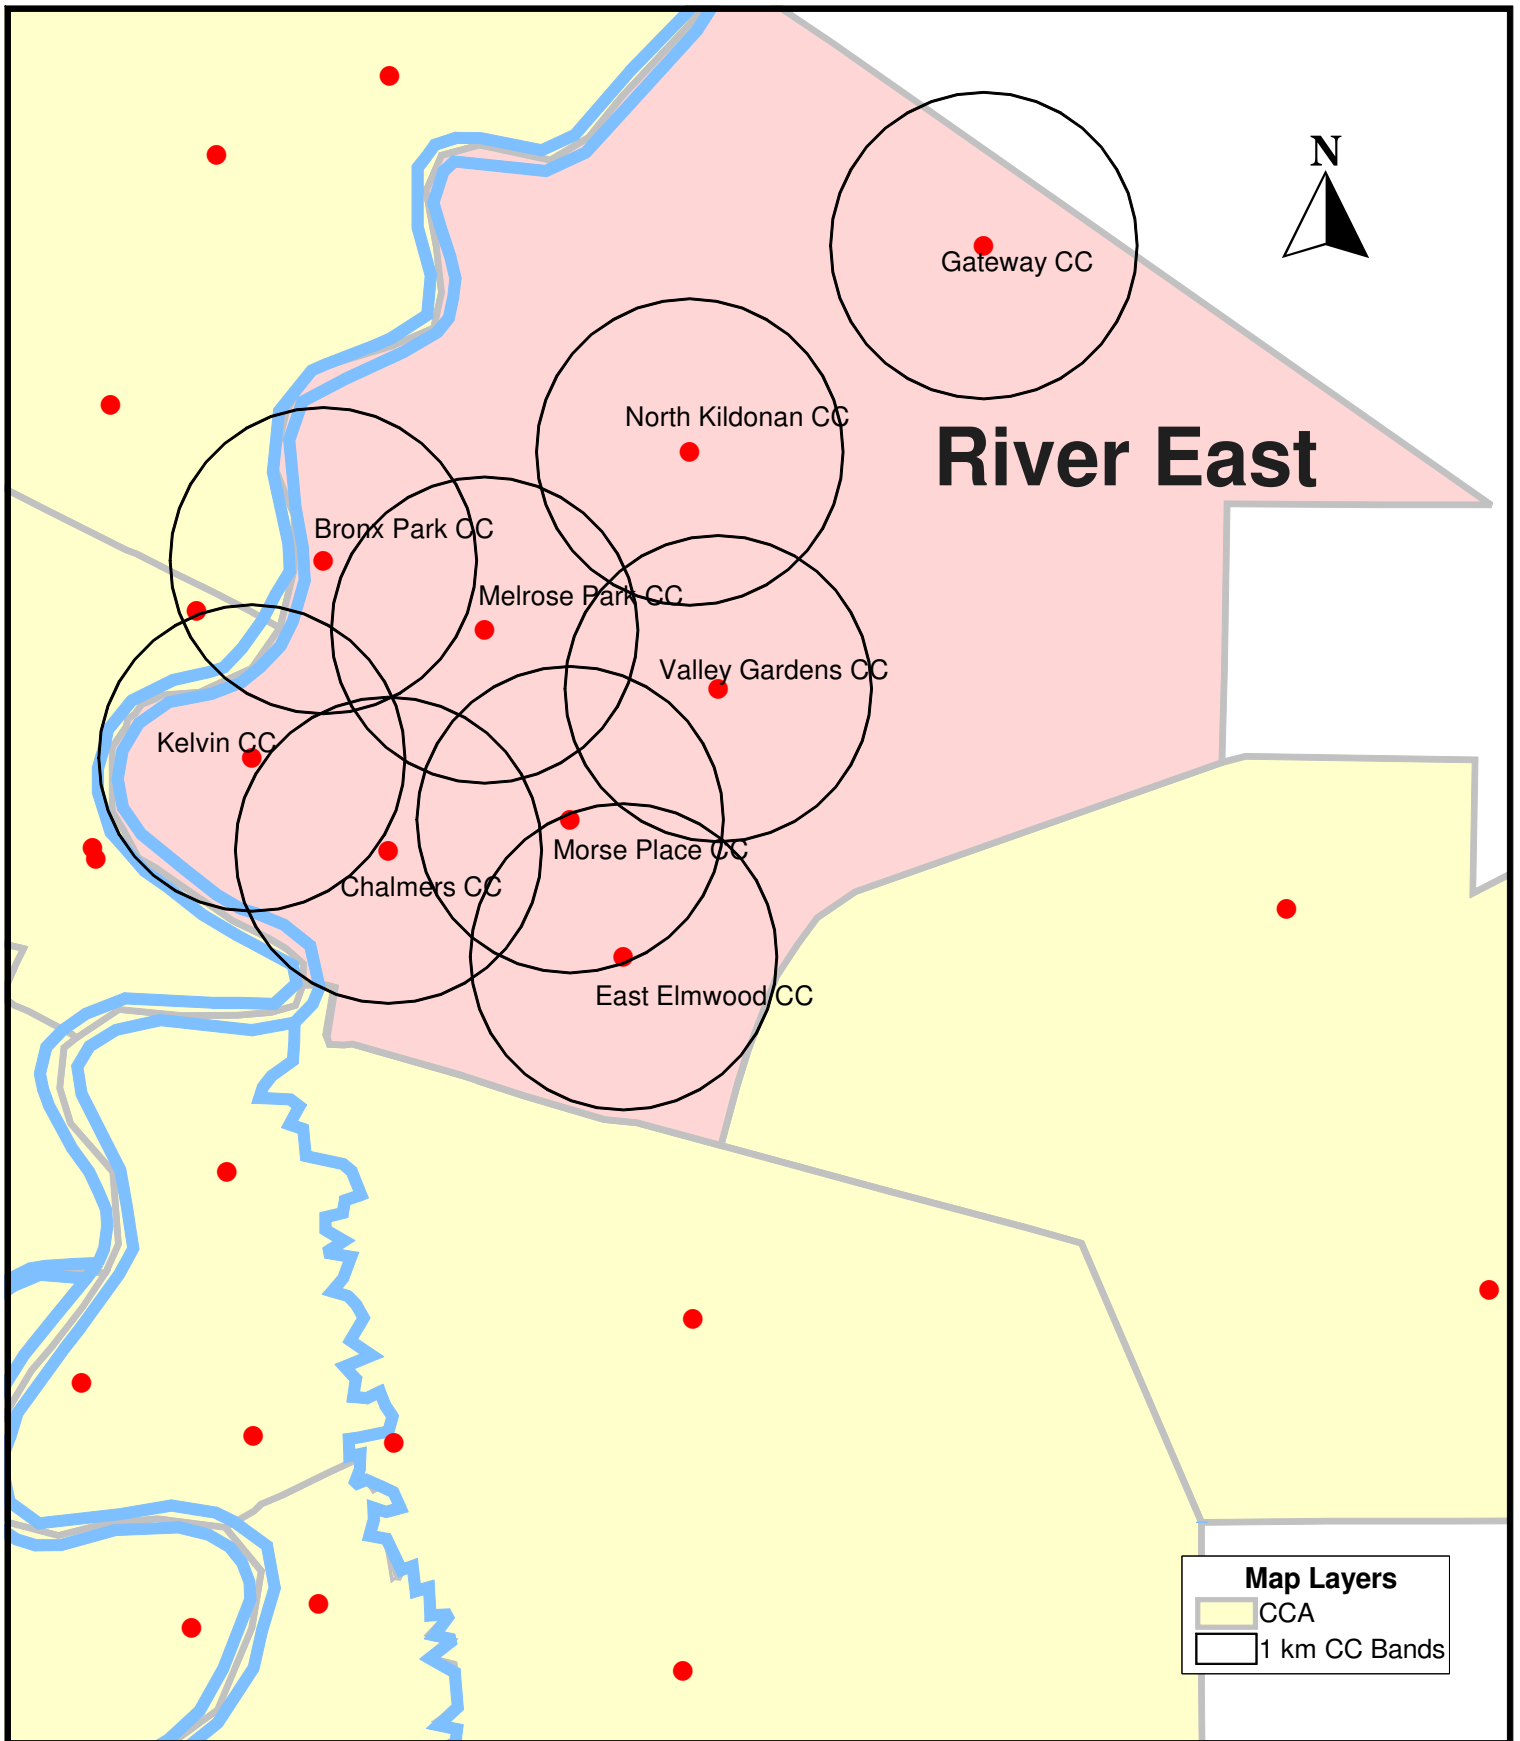 N
Gateway CC
North Kildonan CC
River East
Bronx Park CC
Melrose Park CC
Valley Gardens CC
Kelvin CC
Morse Place CC
Chalmers CC
East Elmwood CC
Map Layers
CCA
1 km CC Bands